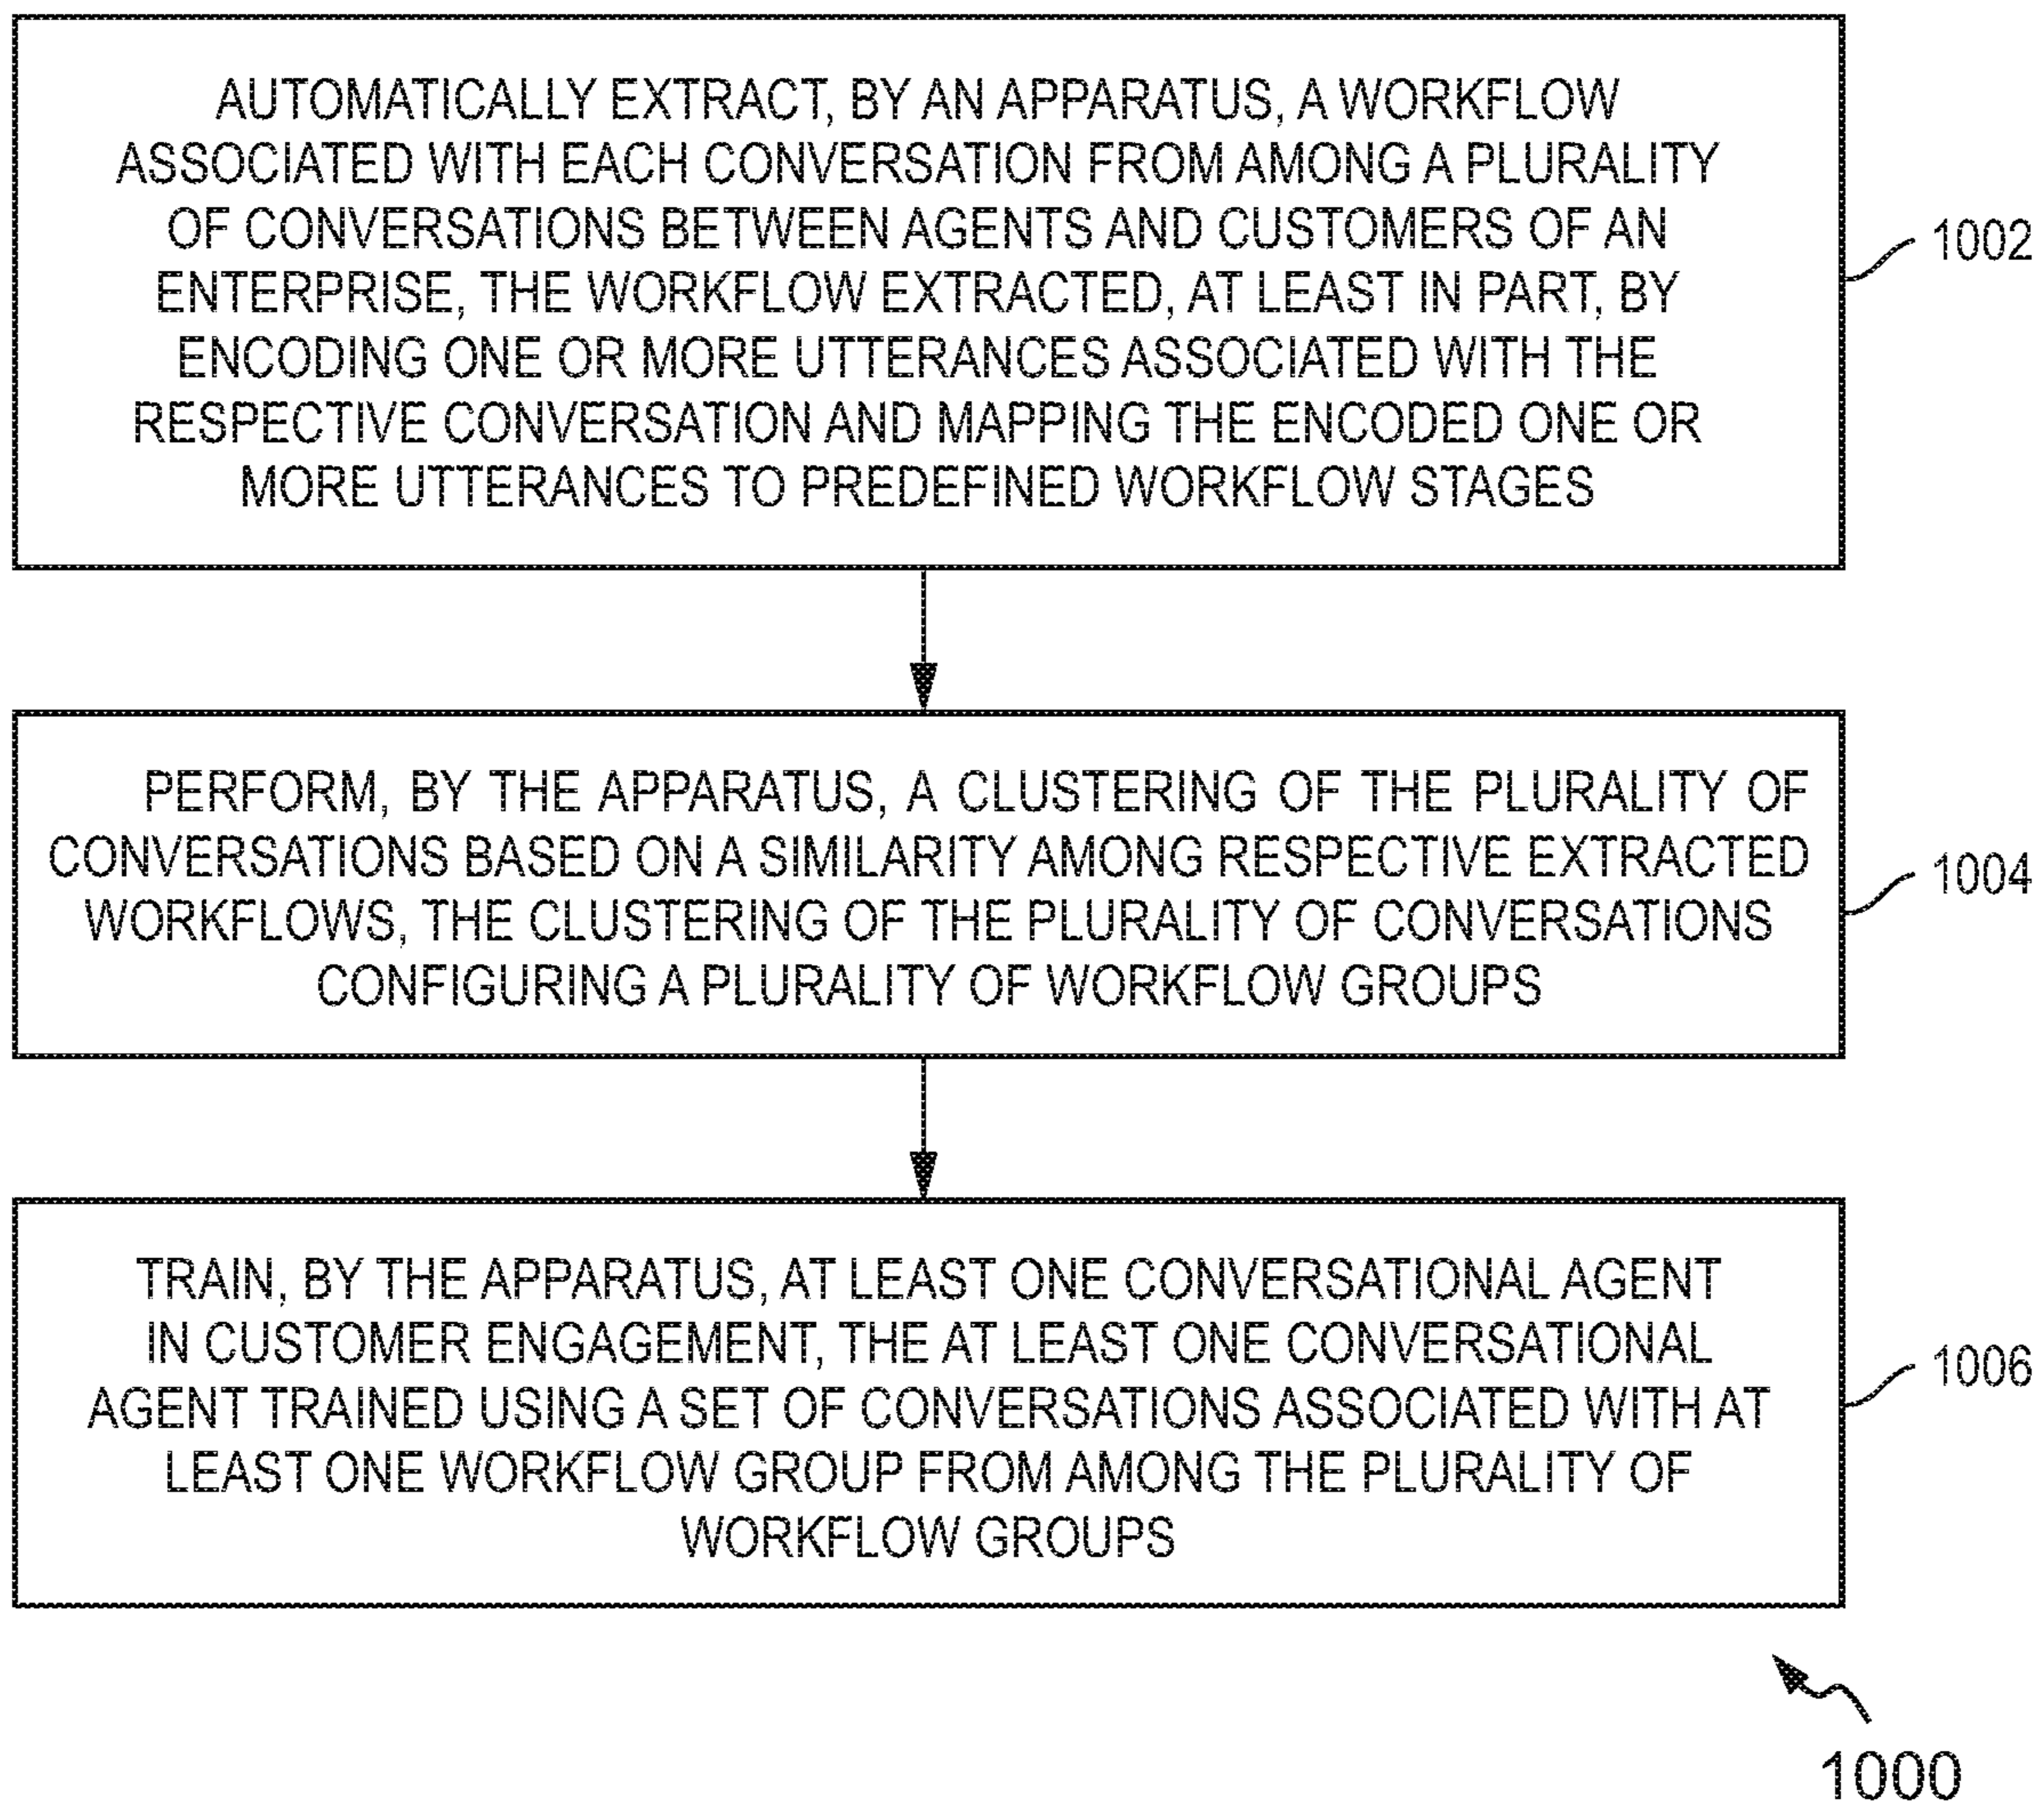 AUTOMATICALLY EXTRACT, BY AN APPARATUS, A WORKFLOW
ASSOCIATED WITH EACH CONVERSATION FROM AMONG A PLURALITY
OF CONVERSATIONS BETWEEN AGENTS AND CUSTOMERS OF AN
ENTERPRISE, THE WORKFLOW EXTRACTED, AT LEAST IN PART, BY
ENCODING ONE OR MORE UTTERANCES ASSOCIATED WITH THE
RESPECTIVE CONVERSATION AND MAPPING THE ENCODED ONE OR
MORE UTTERANCES TO PREDEFINED WORKFLOW STAGES
1002
PERFORM, BY THE APPARATUS, A CLUSTERING OF THE PLURALITY OF
CONVERSATIONS BASED ON A SIMILARITY AMONG RESPECTIVE EXTRACTED
WORKFLOWS, THE CLUSTERING OF THE PLURALITY OF CONVERSATIONS
CONFIGURING A PLURALITY OF WORKFLOW GROUPS
1004
TRAIN, BY THE APPARATUS, AT LEAST ONE CONVERSATIONAL AGENT
IN CUSTOMER ENGAGEMENT, THE AT LEAST ONE CONVERSATIONAL
AGENT TRAINED USING A SET OF CONVERSATIONS ASSOCIATED WITH AT
LEAST ONE WORKFLOW GROUP FROM AMONG THE PLURALITY OF
WORKFLOW GROUPS
1006
1000